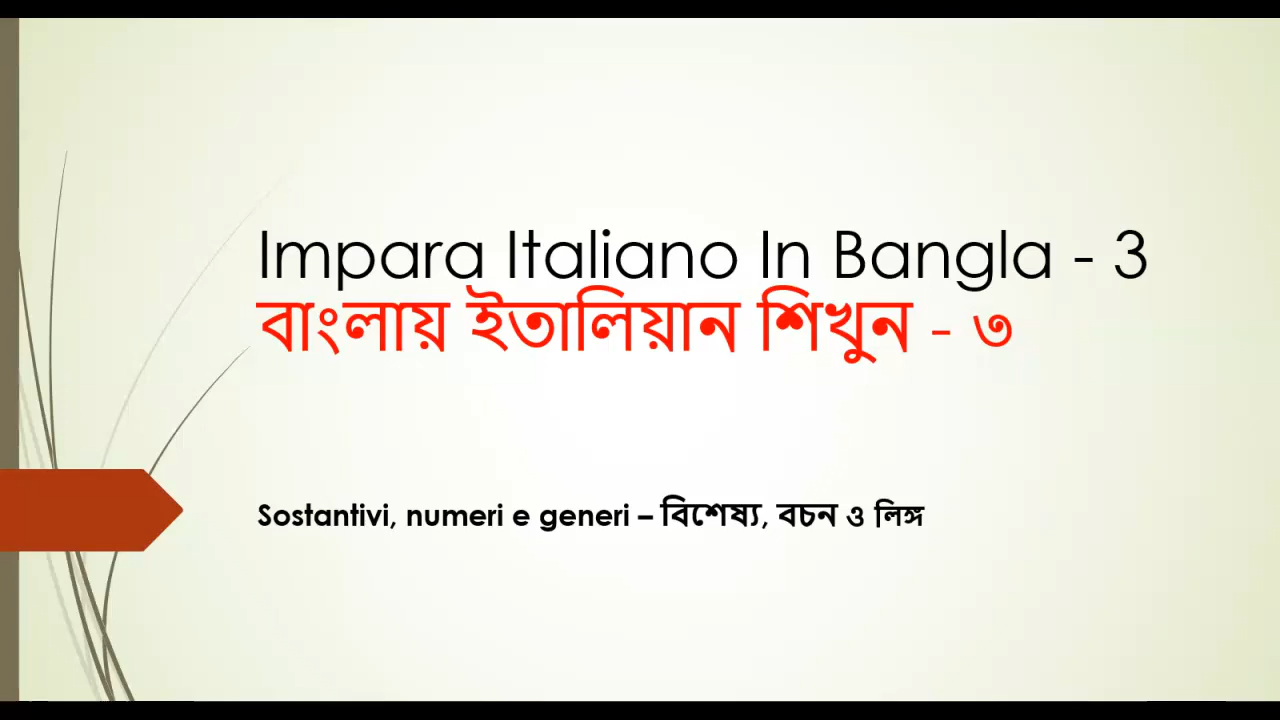 Impara Italiano In Bangla - 3
বাংলায় ইতালিয়ান শিখুন - ৩
Sostantivi, numeri e generi – বিশেষ্য, বচন ও লিঙ্গ